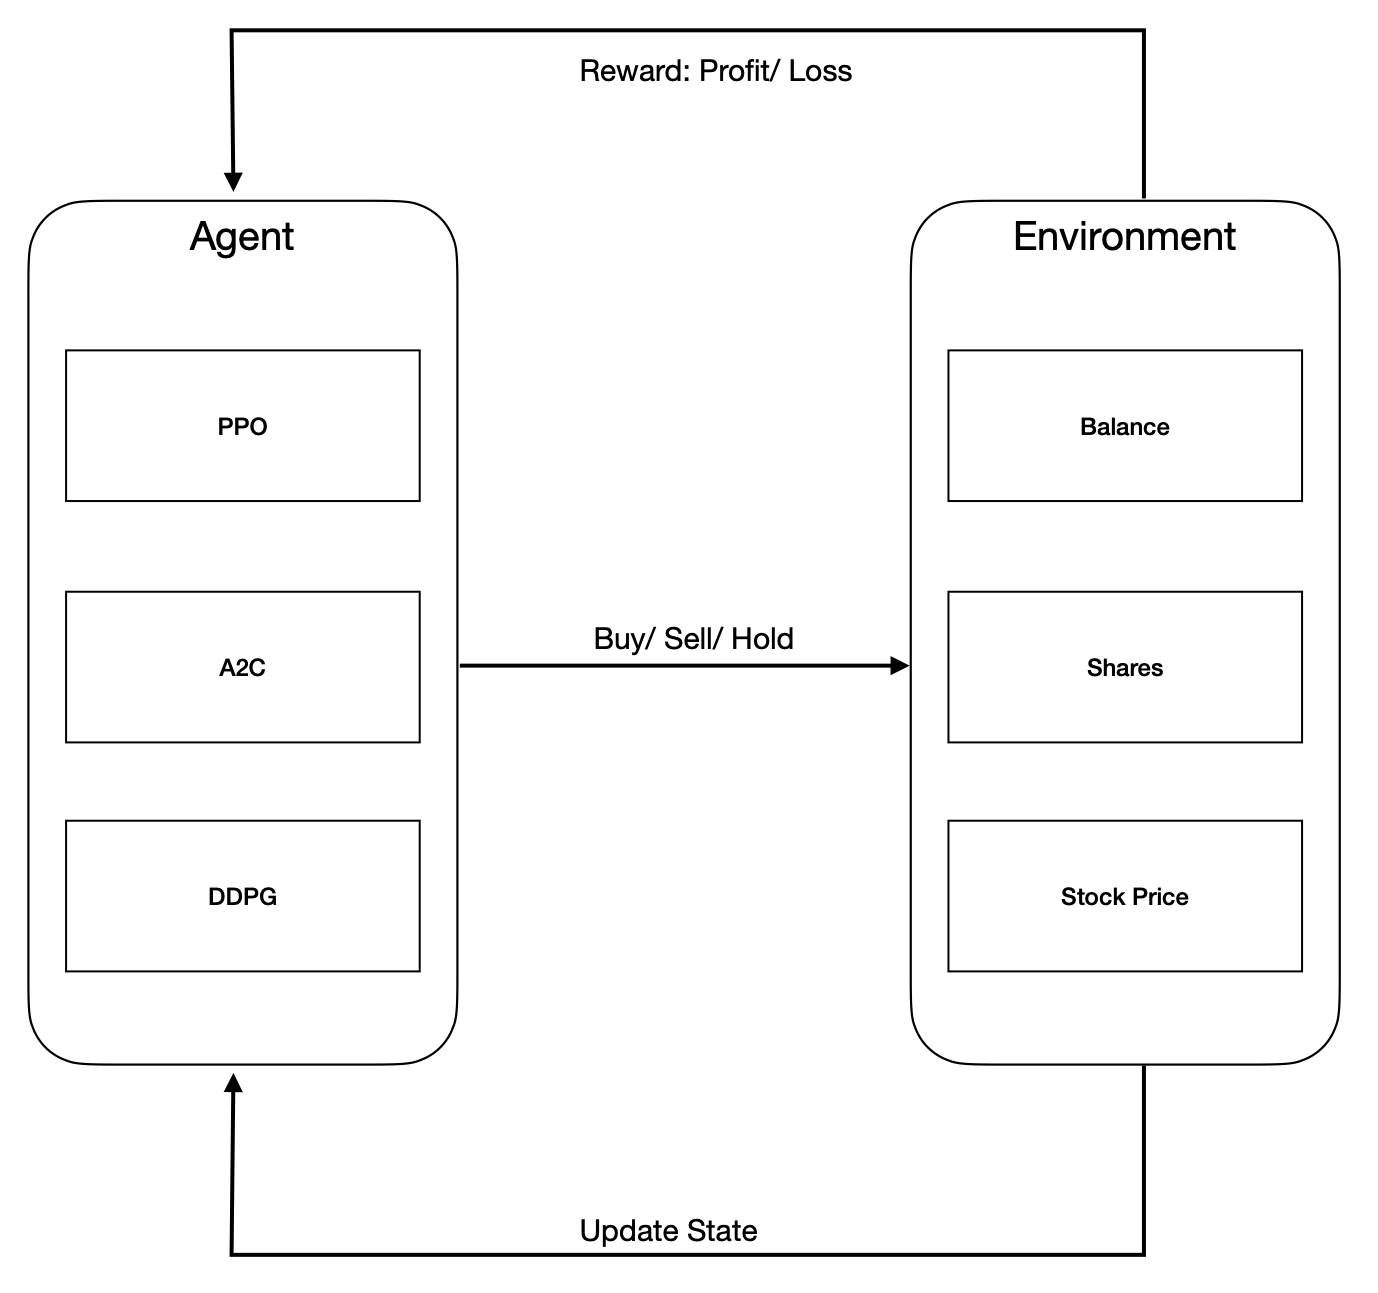 Reward: Profit/ Loss
Agent
Environment
PPO
Balance
Buy/ Sell/ Hold
A2C
Shares
DDPG
Stock Price
Update State